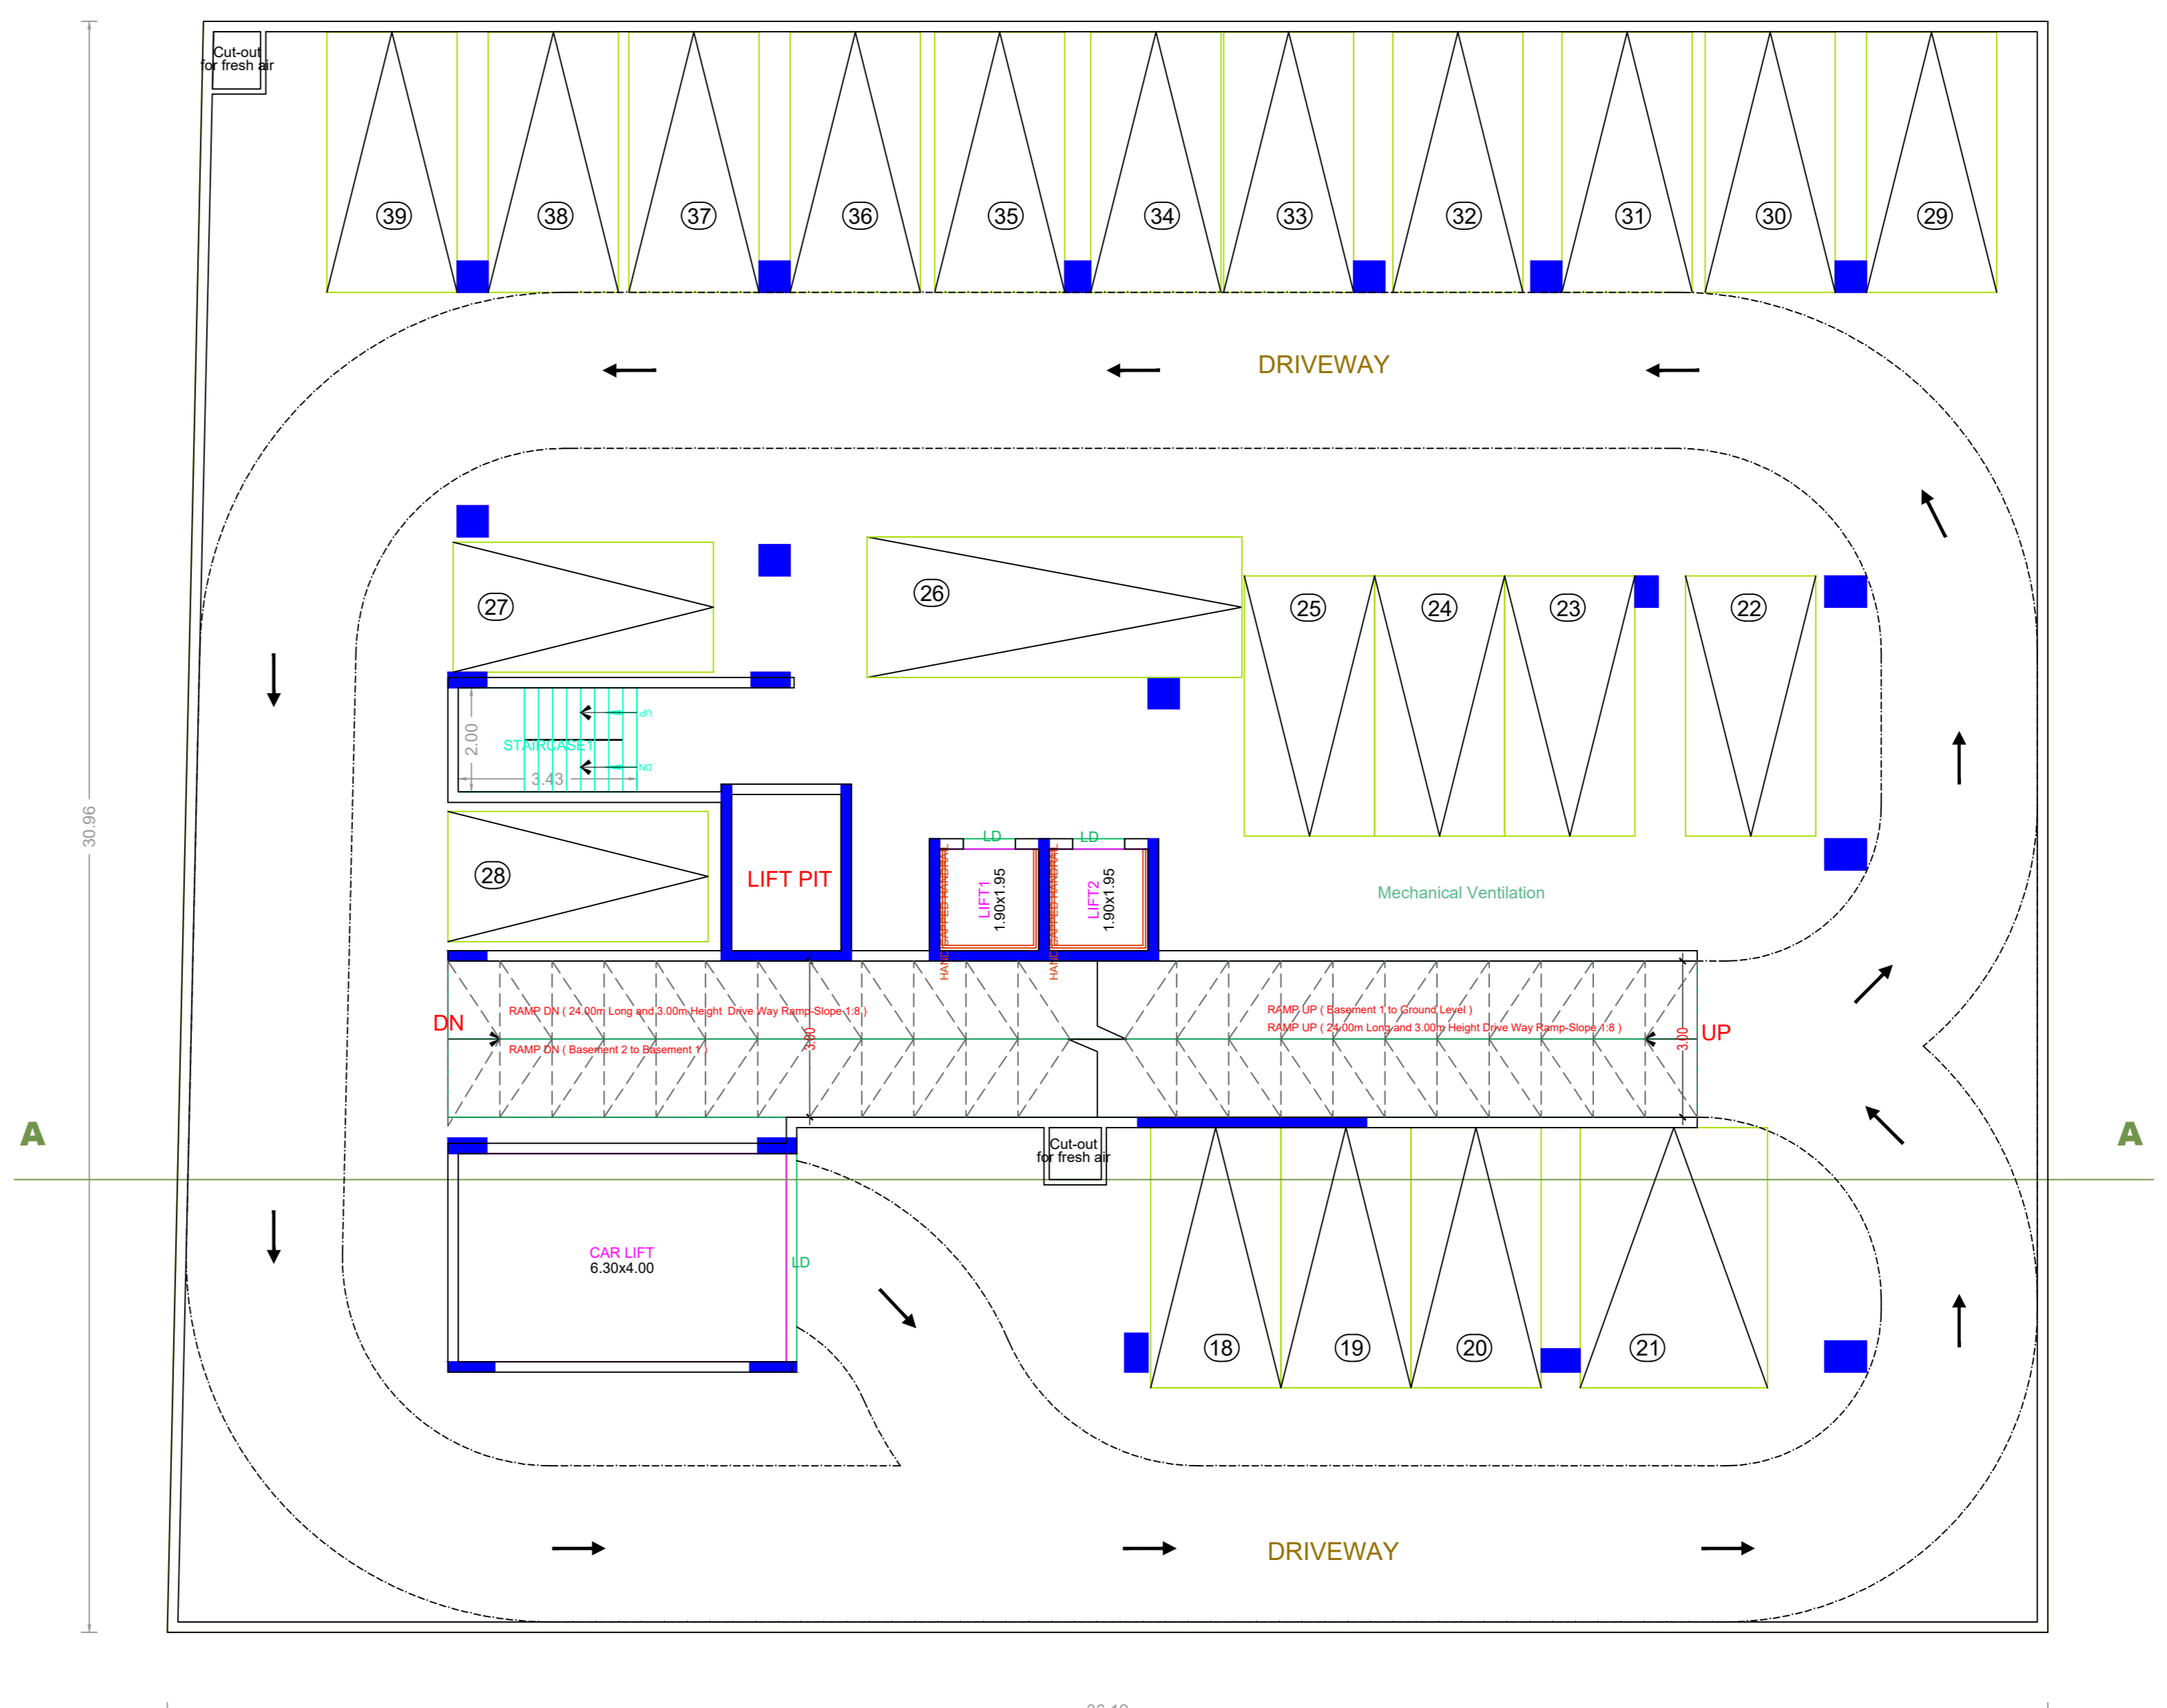 Cut-out
for fresh air
39
38
37
36
35
34
33
32
31
30
29
DRIVEWAY
27
26
25
24
23
22
UP
STAIRCASE1
2.00
DN
3.43
30.96
28
LIFT PIT
LD
LD
LIFT1
1.90x1.95
LIFT2
1.90x1.95
Mechanical Ventilation
DN
RAMP DN ( 24.00m Long and 3.00m Height Drive Way Ramp-Slope 1:8 )
RAMP DN ( Basement 2 to Basement 1 )
3.00
RAMP UP ( Basement 1 to Ground Level )
RAMP UP ( 24.00m Long and 3.00m Height Drive Way Ramp-Slope 1:8 )
3.00
UP
A
A
Cut-out
for fresh air
CAR LIFT
6.30x4.00
LD
18
19
20
21
DRIVEWAY